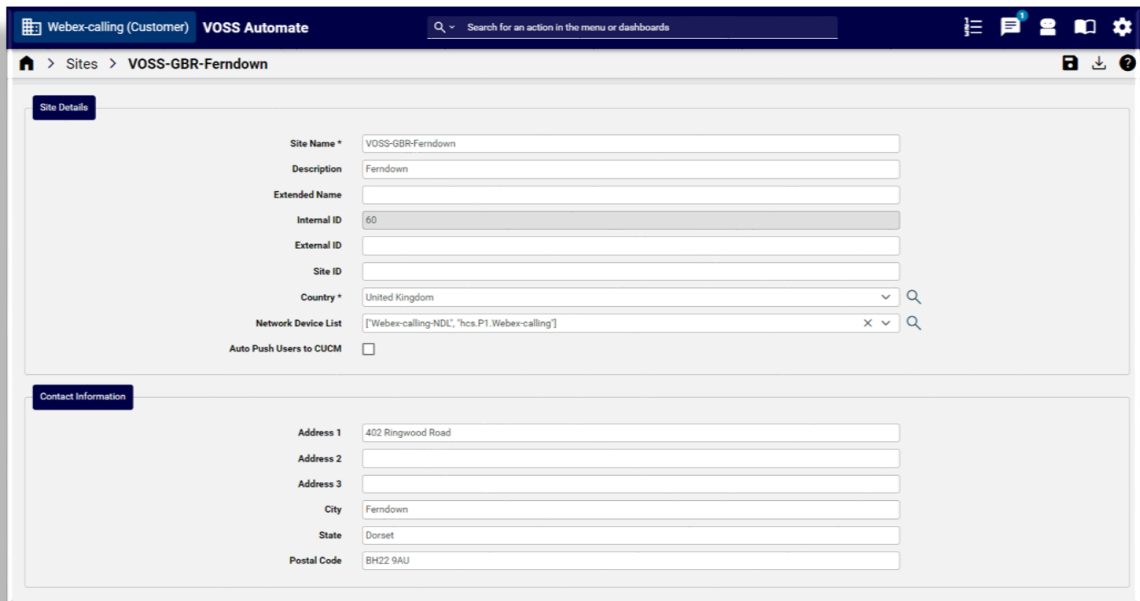 Webex-calling (Customer) VOSS Automate Search for an action in the menu or dashboards 1
> Sites > VOSS-GBR-Ferndown
Site Details
Site Name * VOSS-GBR-Ferndown
Description Ferndown
Extended Name
Internal ID 60
External ID
Site ID
Country * United Kingdom
Network Device List ["Webex-calling-NDL", "hcs.P1.Webex-calling"]
Auto Push Users to CUCM
Contact Information
Address 1 402 Ringwood Road
Address 2
Address 3
City Ferndown
State Dorset
Postal Code BH22 9AU